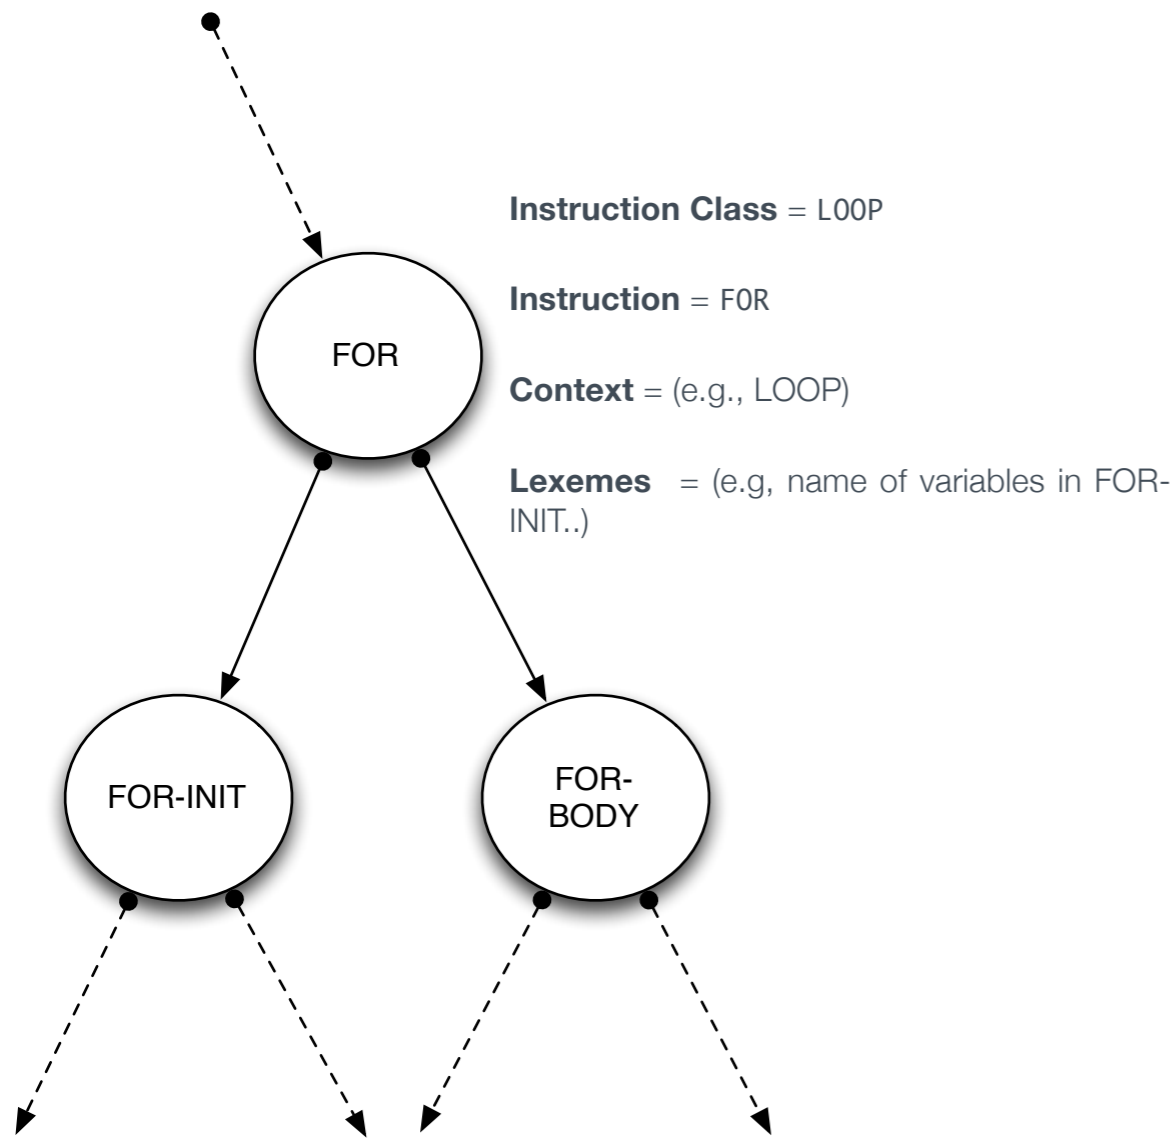 Instruction Class = LOOP
Instruction = FOR
FOR
Context = (e.g., LOOP)
Lexemes = (e.g, name of variables in FOR-
INIT..)
FOR-INIT
FOR-
BODY